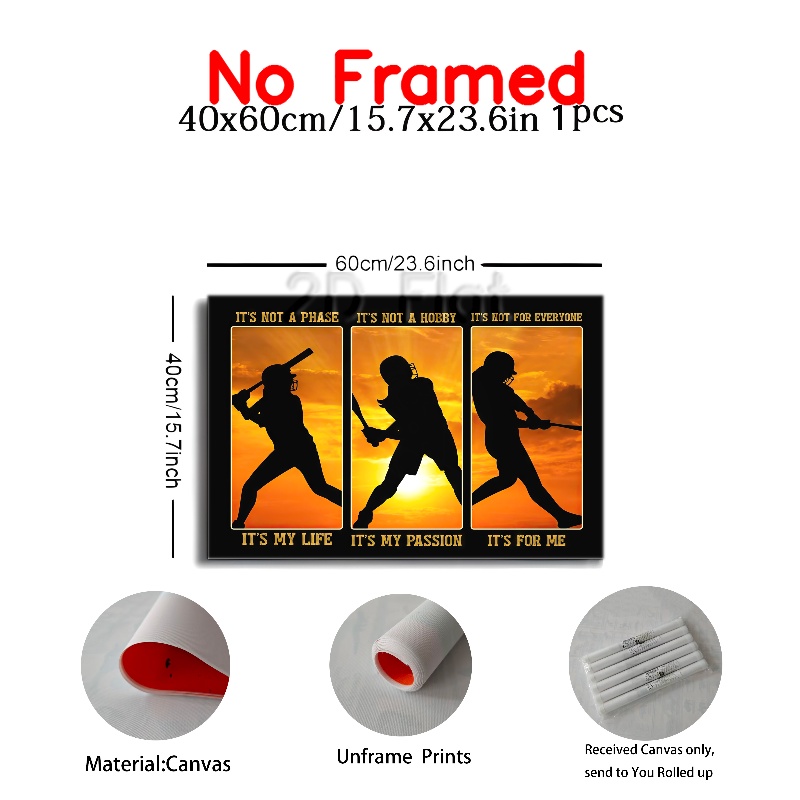 No Framed
40x60cm/15.7x23.6in 1pcs
60cm/23.6inch
2D Flat
40cm/15.7inch
IT'S NOT A PHASE
IT'S NOT A HOBBY
IT'S NOT FOR EVERYONE
IT'S MY LIFE
IT'S MY PASSION
IT'S FOR ME
Material:Canvas
Unframe Prints
Received Canvas only,
send to You Rolled up